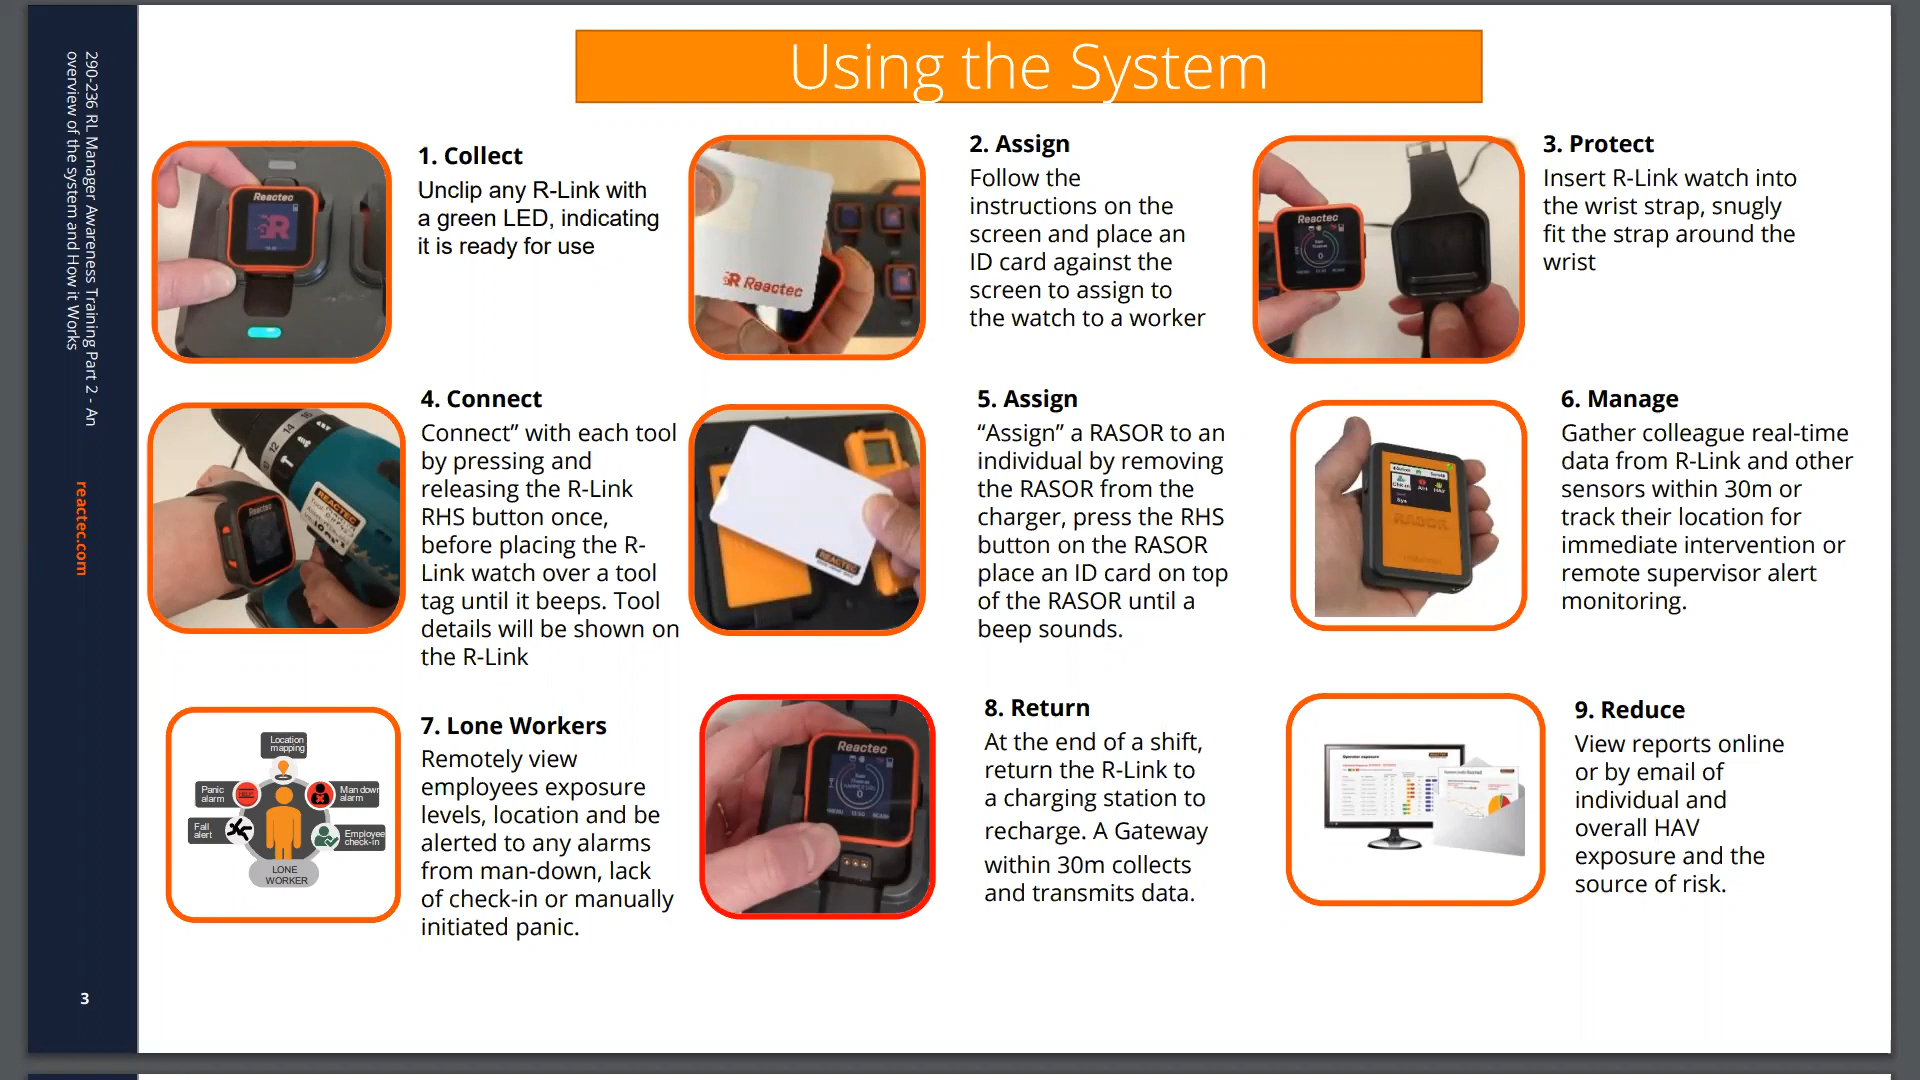 290-236 RL Manager Awareness Training Part 2 - An
overview of the system and How it Works
reactec.com
3
Using the System
1. Collect
Unclip any R-Link with
a green LED, indicating
it is ready for use
Reactec
2. Assign
Follow the
instructions on the
screen and place an
ID card against the
screen to assign to
the watch to a worker
Reactec
3. Protect
Insert R-Link watch into
the wrist strap, snugly
fit the strap around the
wrist
Reactec
4. Connect
Connect” with each tool
by pressing and
releasing the R-Link
RHS button once,
before placing the R-
Link watch over a tool
tag until it beeps. Tool
details will be shown on
the R-Link
Reactec
REACTEC
5. Assign
“Assign” a RASOR to an
individual by removing
the RASOR from the
charger, press the RHS
button on the RASOR
place an ID card on top
of the RASOR until a
beep sounds.
REACTEC
6. Manage
Gather colleague real-time
data from R-Link and other
sensors within 30m or
track their location for
immediate intervention or
remote supervisor alert
monitoring.
RASOR
7. Lone Workers
Remotely view
employees exposure
levels, location and be
alerted to any alarms
from man-down, lack
of check-in or manually
initiated panic.
Location
mapping
Panic
alarm
Man down
alarm
Fall
alert
Employee
check-in
LONE
WORKER
8. Return
At the end of a shift,
return the R-Link to
a charging station to
recharge. A Gateway
within 30m collects
and transmits data.
Reactec
9. Reduce
View reports online
or by email of
individual and
overall HAV
exposure and the
source of risk.